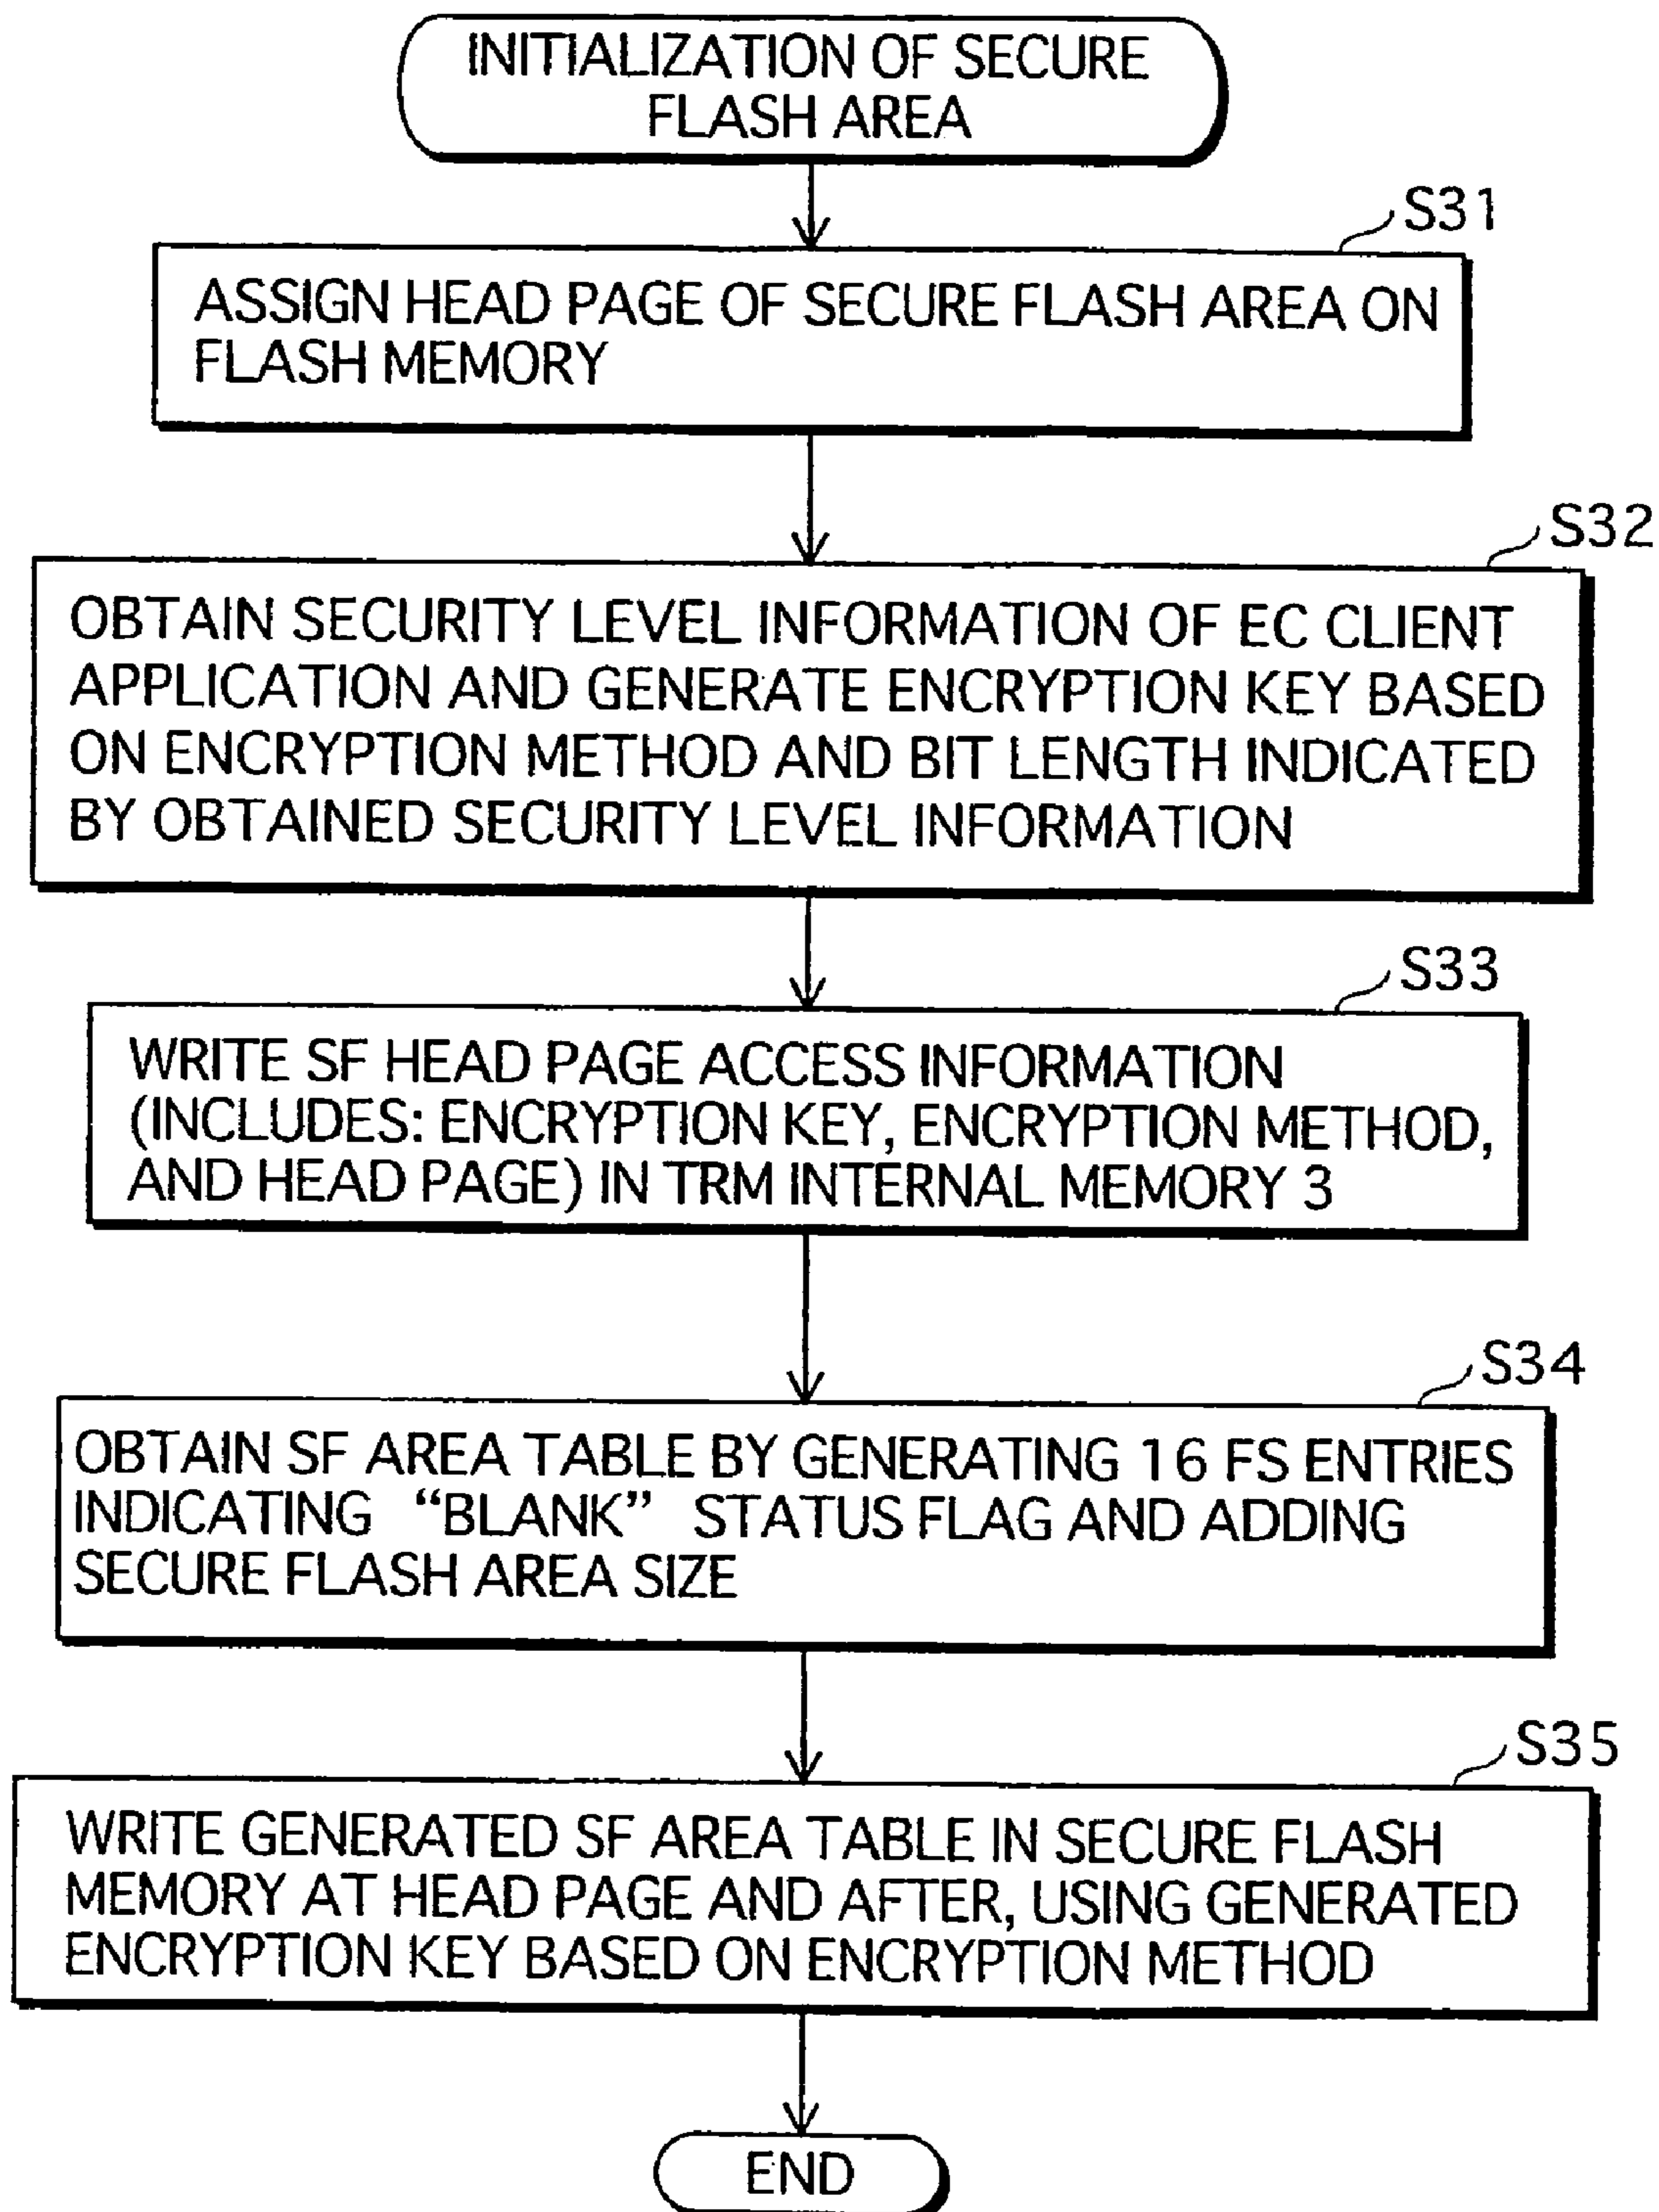 INITIALIZATION OF SECURE
FLASH AREA
S31
ASSIGN HEAD PAGE OF SECURE FLASH AREA ON
FLASH MEMORY
S32
OBTAIN SECURITY LEVEL INFORMATION OF EC CLIENT
APPLICATION AND GENERATE ENCRYPTION KEY BASED
ON ENCRYPTION METHOD AND BIT LENGTH INDICATED
BY OBTAINED SECURITY LEVEL INFORMATION
S33
WRITE SF HEAD PAGE ACCESS INFORMATION
(INCLUDES: ENCRYPTION KEY, ENCRYPTION METHOD,
AND HEAD PAGE) IN TRM INTERNAL MEMORY 3
S34
OBTAIN SF AREA TABLE BY GENERATING 16 FS ENTRIES
INDICATING “BLANK” STATUS FLAG AND ADDING
SECURE FLASH AREA SIZE
S35
WRITE GENERATED SF AREA TABLE IN SECURE FLASH
MEMORY AT HEAD PAGE AND AFTER, USING GENERATED
ENCRYPTION KEY BASED ON ENCRYPTION METHOD
END